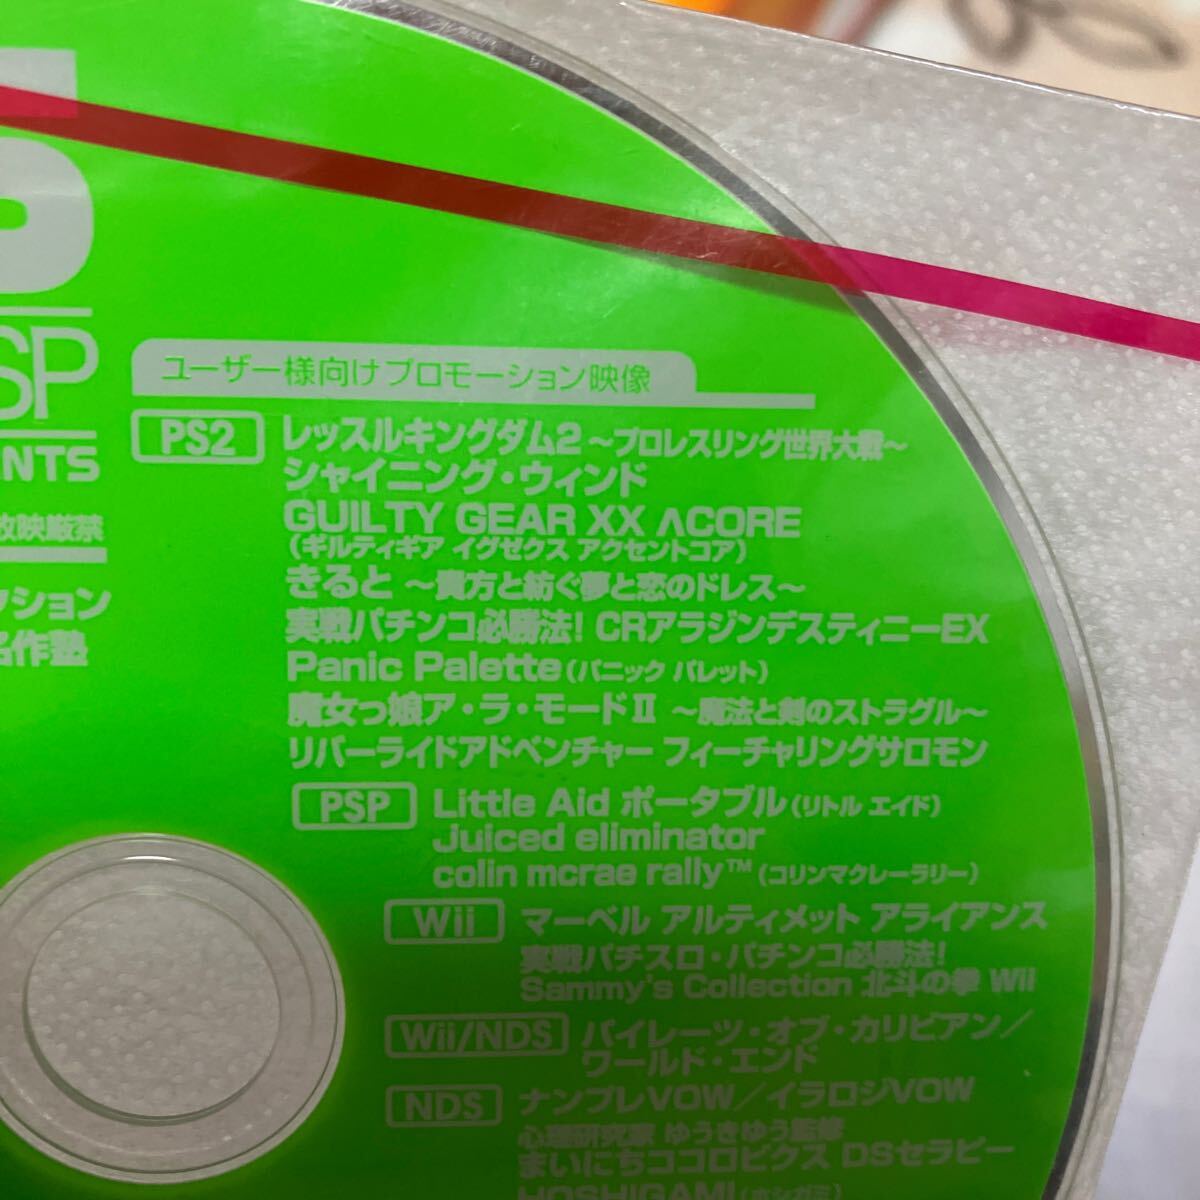 SP
NTS
放映厳禁
クション
名作塾
ユーザー様向けプロモーション映像
PS2 レッスルキングダム2 ～プロレスリング世界大戦～
シャイニング・ウィンド
GUILTY GEAR XX ΛCORE
(ギルティギア イグゼクス アクセントコア)
きると ～貴方と紡ぐ夢と恋のドレス～
実戦パチンコ必勝法! CRアラジンデスティニーEX
Panic Palette(パニック パレット)
魔女っ娘ア・ラ・モードⅡ ～魔法と剣のストラグル～
リバーライドアドベンチャー フィーチャリングサロモン
PSP Little Aid ポータブル(リトル エイド)
Juiced eliminator
colin mcrae rally™(コリンマクレーラリー)
Wii マーベル アルティメット アライアンス
実戦パチスロ・パチンコ必勝法!
Sammy's Collection 北斗の拳 Wii
Wii/NDS パイレーツ・オブ・カリビアン/
ワールド・エンド
NDS ナンプレVOW/イラロジVOW
心理研究家 ゆうきゆう監修
まいにちココロビクス DSセラピー
HOSHIGAMI(ホシガミ)